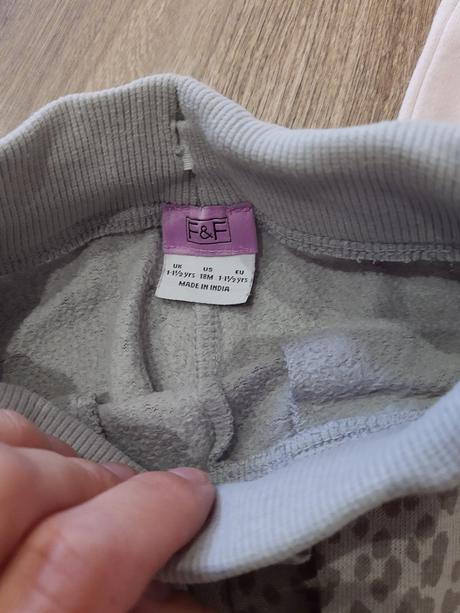 F&F
UK US EU
1-1½ yrs 18M 1-1½ yrs
MADE IN INDIA